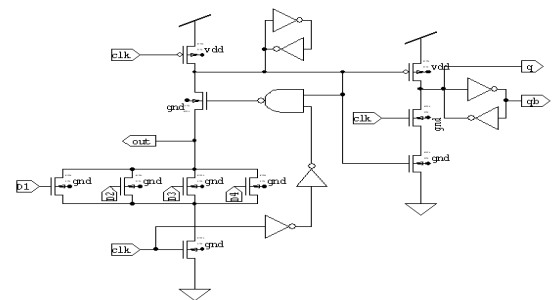 clk
vdd
vdd
q
gnd
clk
gnd
qb
out
gnd
D1
gnd
D2
gnd
D3
gnd
D4
gnd
clk
gnd